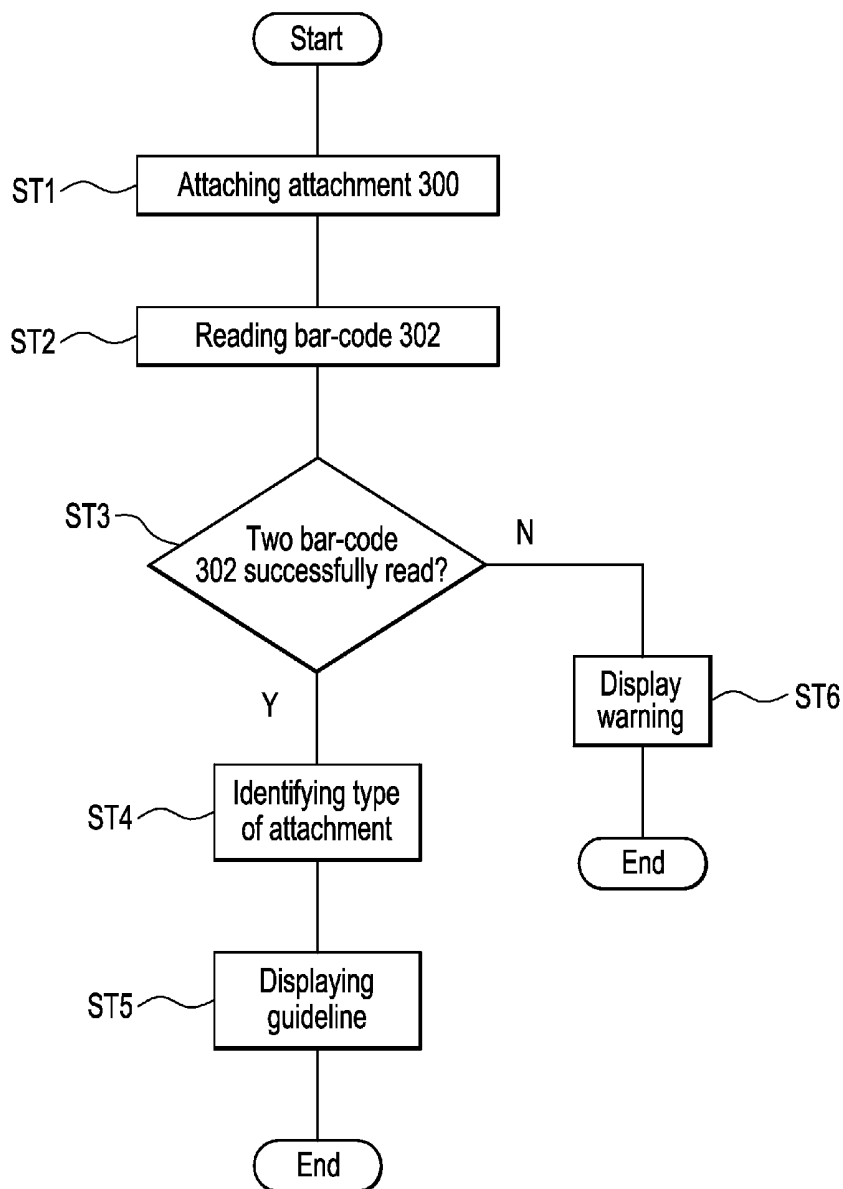 Start
ST1
Attaching attachment 300
ST2
Reading bar-code 302
ST3
Two bar-code
302 successfully read?
N
Y
Display
warning
ST6
ST4
Identifying type
of attachment
End
ST5
Displaying
guideline
End